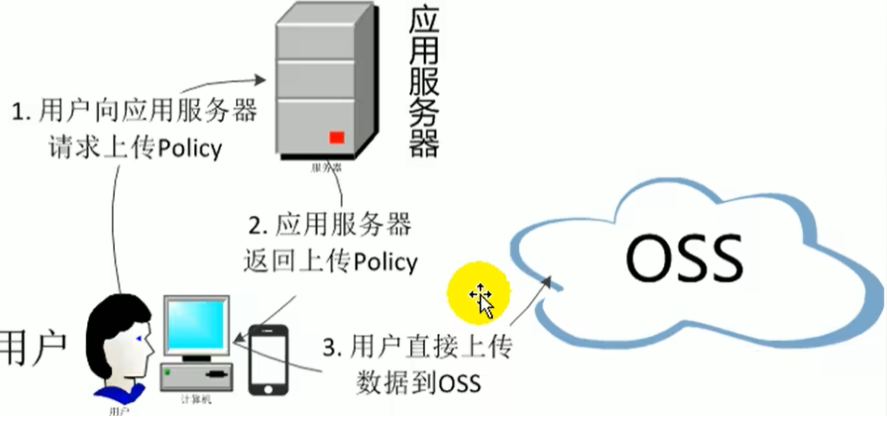 应用服务器
1. 用户向应用服务器
请求上传Policy
服务器
2. 应用服务器
返回上传Policy
OSS
用户
3. 用户直接上传
数据到OSS
计算机
用户